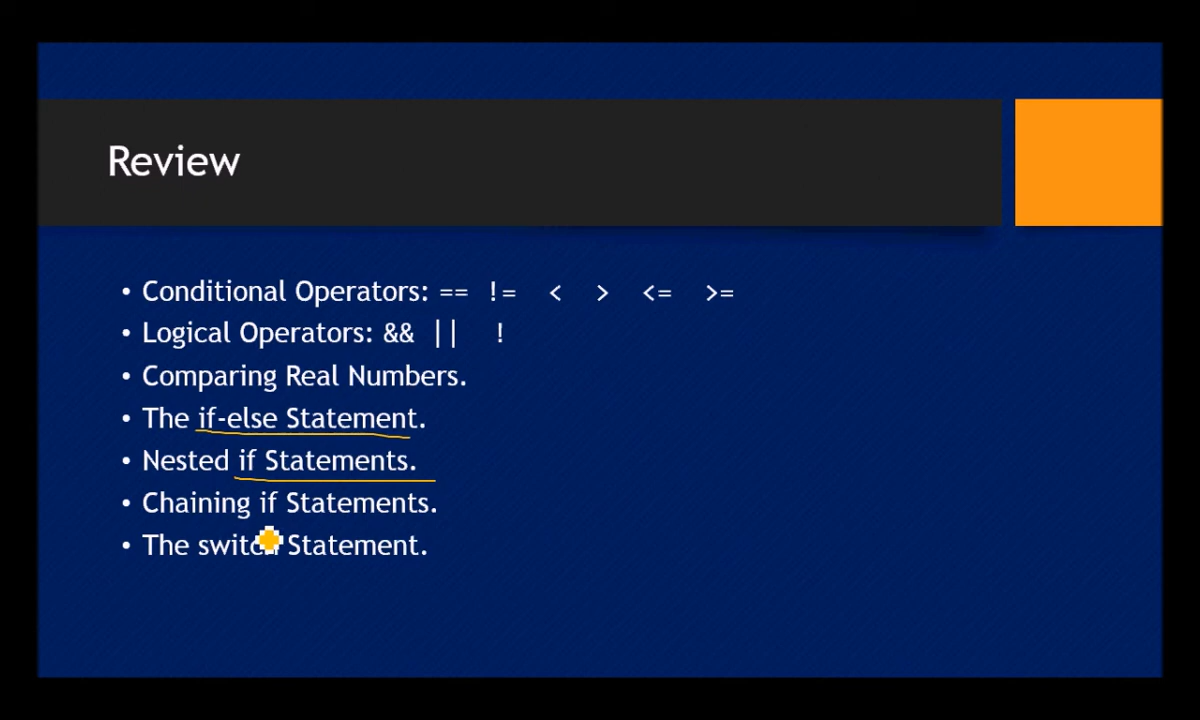 Review
• Conditional Operators: == != < > <= >=
• Logical Operators: && || !
• Comparing Real Numbers.
• The if-else Statement.
• Nested if Statements.
• Chaining if Statements.
• The switch Statement.